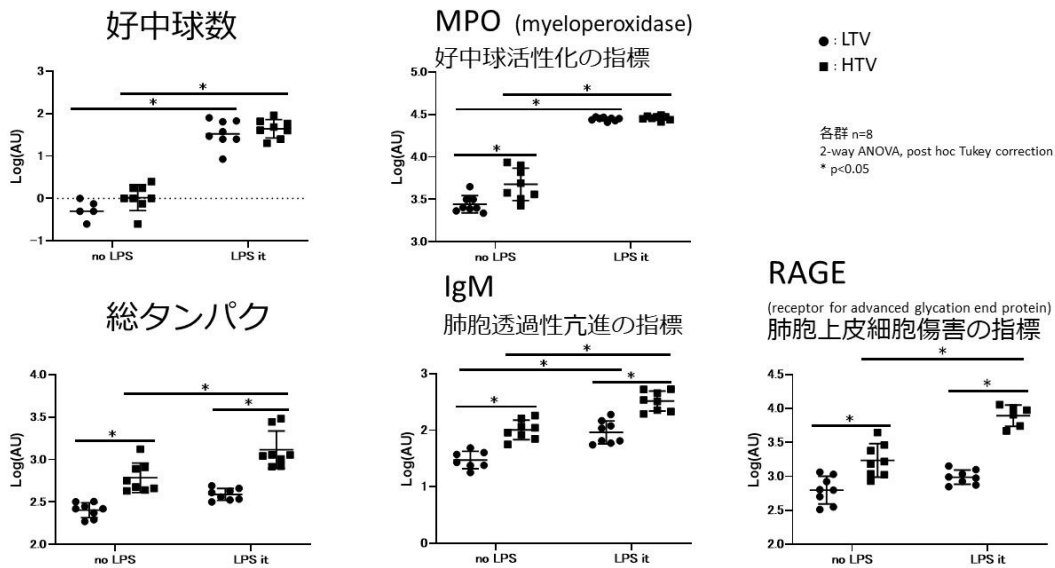 好中球数
Log(AU)
3
2
1
0
−1
*
*
no LPS
LPS it
MPO (myeloperoxidase)
好中球活性化の指標
Log(AU)
5.0
4.5
4.0
3.5
3.0
*
*
*
no LPS
LPS it
● : LTV
■ : HTV
各群 n=8
2-way ANOVA, post hoc Tukey correction
* p<0.05
総タンパク
Log(AU)
4.0
3.5
3.0
2.5
2.0
*
*
*
no LPS
LPS it
IgM
肺胞透過性亢進の指標
Log(AU)
3
2
1
0
*
*
*
*
no LPS
LPS it
RAGE
(receptor for advanced glycation end protein)
肺胞上皮細胞傷害の指標
Log(AU)
4.5
4.0
3.5
3.0
2.5
2.0
*
*
*
no LPS
LPS it